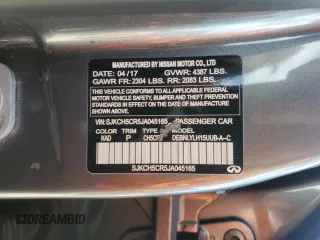 MANUFACTURED BY NISSAN MOTOR CO., LTD
DATE: 04/17 GVWR: 4387 LBS.
GAWR FR: 2304 LBS. RR: 2083 LBS.
THIS VEHICLE CONFORMS TO ALL APPLICABLE
FEDERAL MOTOR VEHICLE SAFETY, BUMPER,
AND THEFT PREVENTION STANDARDS IN EFFECT
ON THE DATE OF MANUFACTURE SHOWN ABOVE.
VIN: SJKCH5CR5JA045165 PASSENGER CAR
COLOR TRIM TYPE
KAD P DEBNLYLH15UUB-A-C
SJKCH5CR5JA045165
DREAMBID